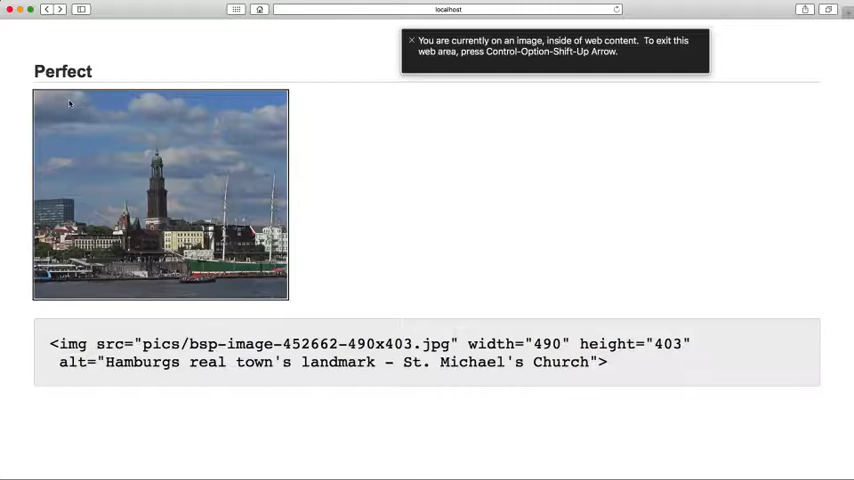 localhost
× You are currently on an image, inside of web content. To exit this
web area, press Control-Option-Shift-Up Arrow.
Perfect
<img src="pics/bsp-image-452662-490x403.jpg" width="490" height="403"
alt="Hamburgs real town's landmark - St. Michael's Church">